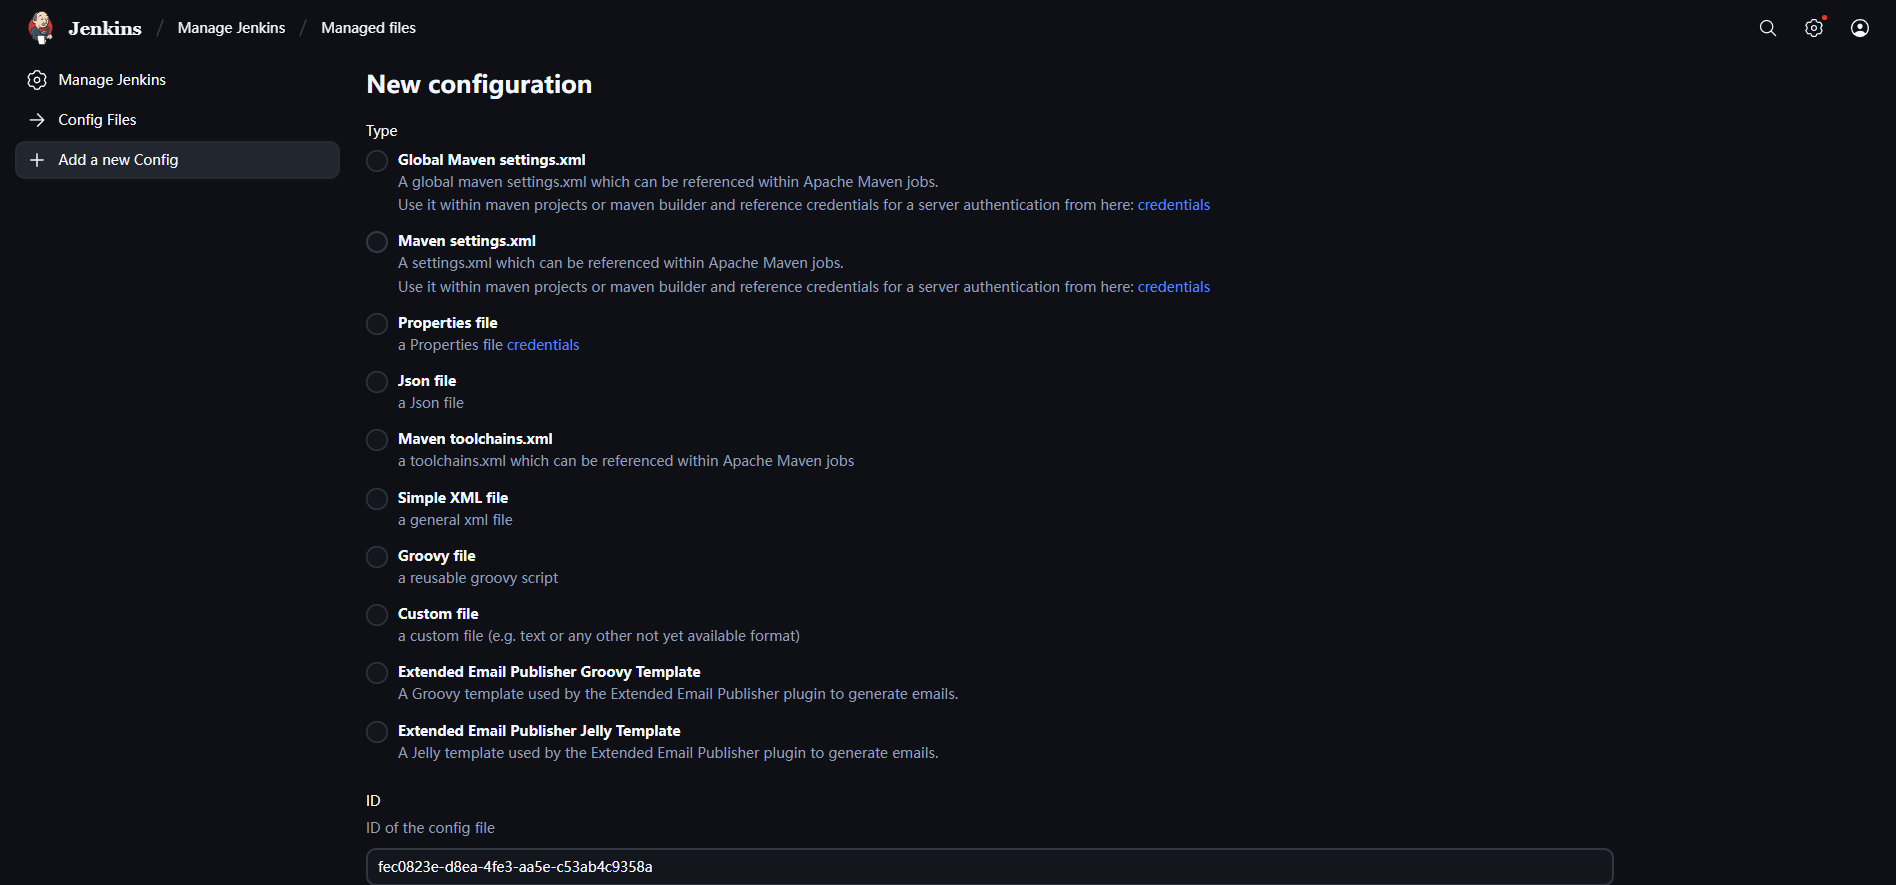 Jenkins / Manage Jenkins / Managed files
Manage Jenkins
Config Files
Add a new Config
New configuration
Type
Global Maven settings.xml
A global maven settings.xml which can be referenced within Apache Maven jobs.
Use it within maven projects or maven builder and reference credentials for a server authentication from here: credentials
Maven settings.xml
A settings.xml which can be referenced within Apache Maven jobs.
Use it within maven projects or maven builder and reference credentials for a server authentication from here: credentials
Properties file
a Properties file credentials
Json file
a Json file
Maven toolchains.xml
a toolchains.xml which can be referenced within Apache Maven jobs
Simple XML file
a general xml file
Groovy file
a reusable groovy script
Custom file
a custom file (e.g. text or any other not yet available format)
Extended Email Publisher Groovy Template
A Groovy template used by the Extended Email Publisher plugin to generate emails.
Extended Email Publisher Jelly Template
A Jelly template used by the Extended Email Publisher plugin to generate emails.
ID
ID of the config file
fec0823e-d8ea-4fe3-aa5e-c53ab4c9358a